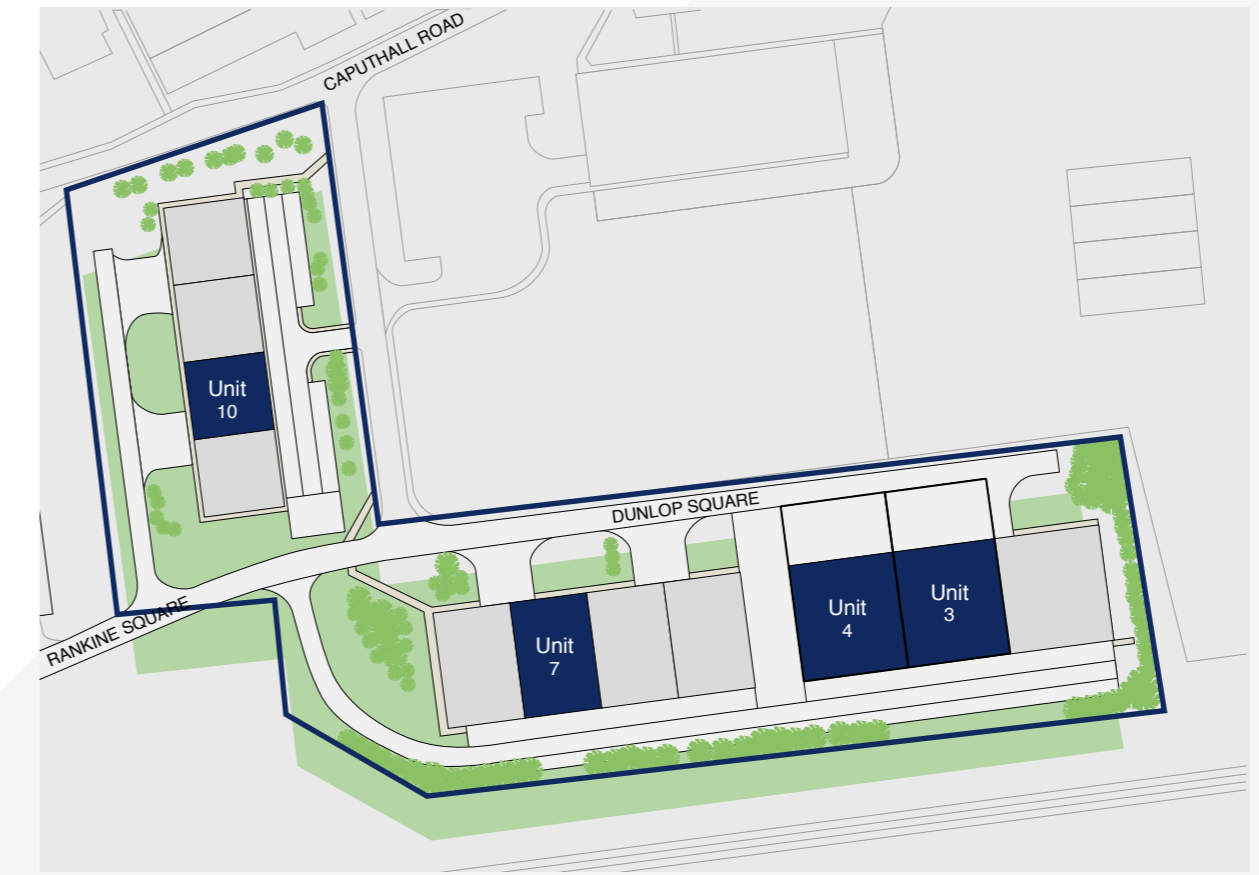 CAPUTHALL ROAD
Unit
10
DUNLOP SQUARE
RANKINE SQUARE
Unit
7
Unit
4
Unit
3